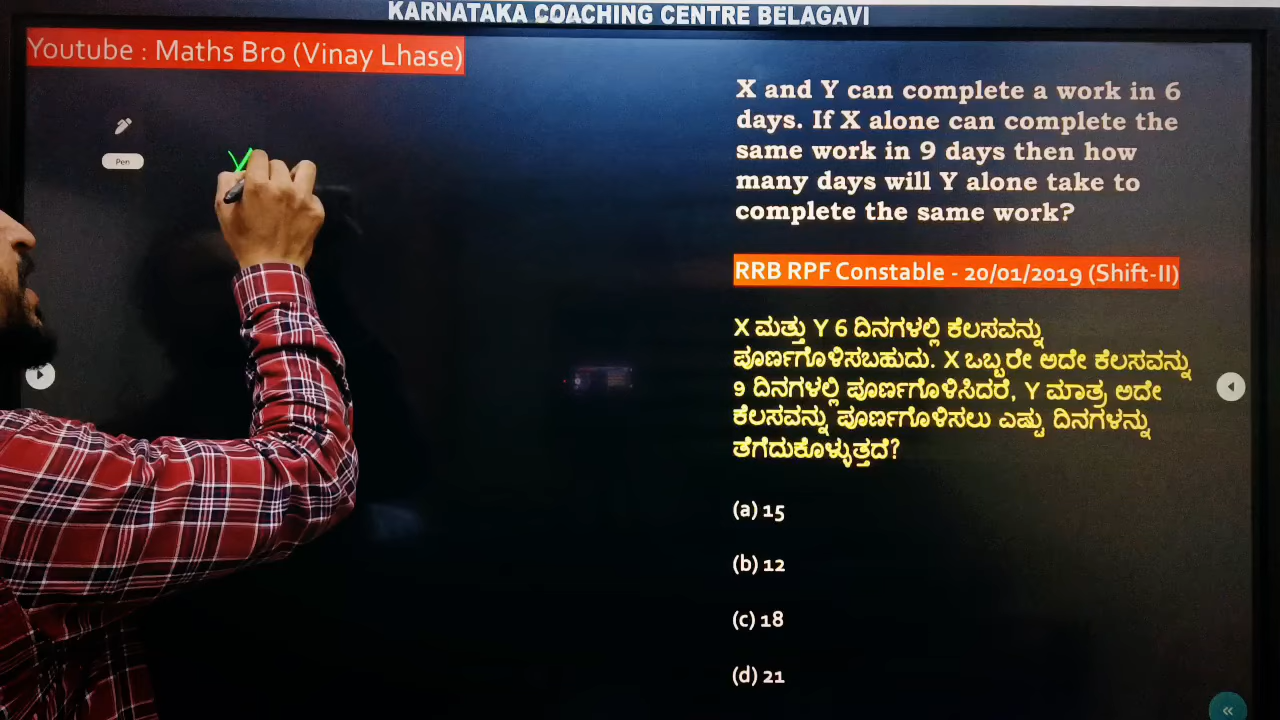 KARNATAKA COACHING CENTRE BELAGAVI
Youtube : Maths Bro (Vinay Lhase)
Pen
X and Y can complete a work in 6
days. If X alone can complete the
same work in 9 days then how
many days will Y alone take to
complete the same work?
RRB RPF Constable - 20/01/2019 (Shift-II)
X ಮತ್ತು Y 6 ದಿನಗಳಲ್ಲಿ ಕೆಲಸವನ್ನು
ಪೂರ್ಣಗೊಳಿಸಬಹುದು. X ಒಬ್ಬರೇ ಅದೇ ಕೆಲಸವನ್ನು
9 ದಿನಗಳಲ್ಲಿ ಪೂರ್ಣಗೊಳಿಸಿದರೆ, Y ಮಾತ್ರ ಅದೇ
ಕೆಲಸವನ್ನು ಪೂರ್ಣಗೊಳಿಸಲು ಎಷ್ಟು ದಿನಗಳನ್ನು
ತೆಗೆದುಕೊಳ್ಳುತ್ತದೆ?
(a) 15
(b) 12
(c) 18
(d) 21